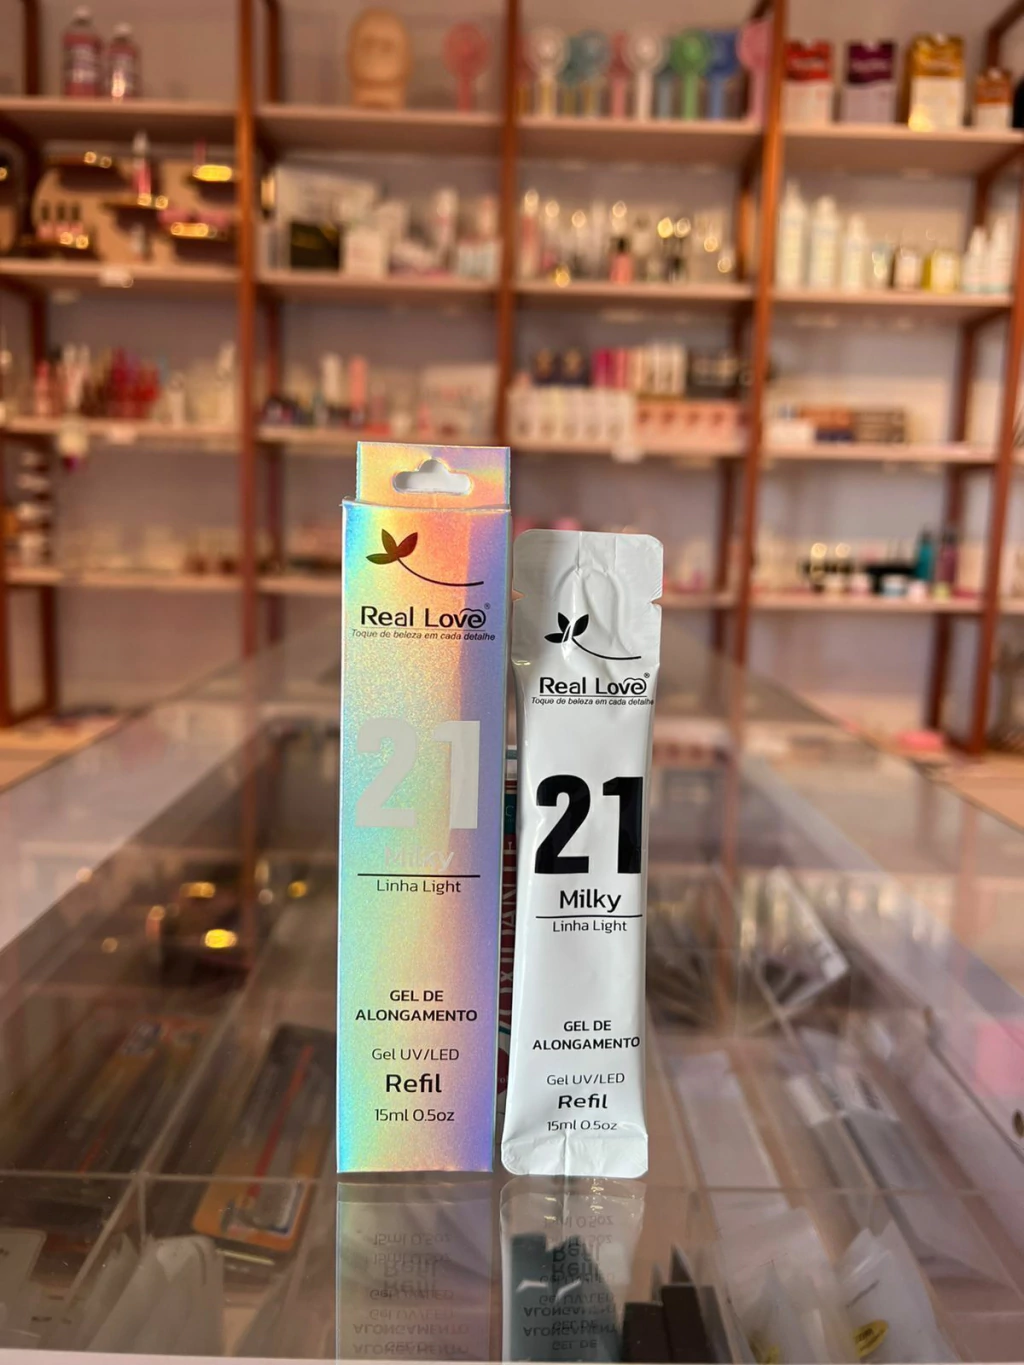 Real Love®
Toque de beleza em cada detalhe
21
Milky
Linha Light
GEL DE
ALONGAMENTO
Gel UV/LED
Refil
15ml 0.5oz
Real Love®
Toque de beleza em cada detalhe
21
Milky
Linha Light
GEL DE
ALONGAMENTO
Gel UV/LED
Refil
15ml 0.5oz